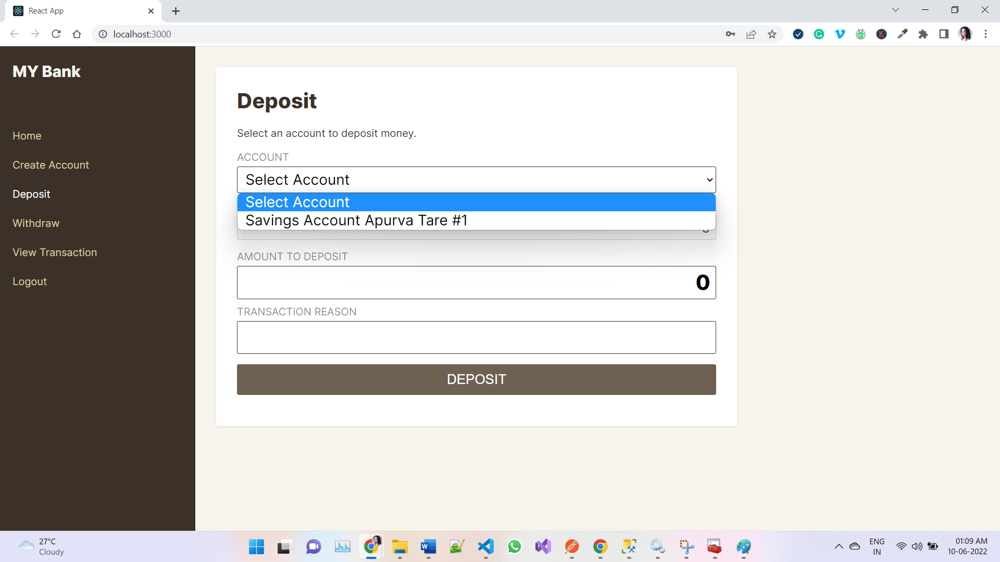 React App
localhost:3000
MY Bank
Home
Create Account
Deposit
Withdraw
View Transaction
Logout
Deposit
Select an account to deposit money.
ACCOUNT
Select Account
Select Account
Savings Account Apurva Tare #1
AMOUNT TO DEPOSIT
0
TRANSACTION REASON
DEPOSIT
27°C
Cloudy
ENG
IN
01:09 AM
10-06-2022